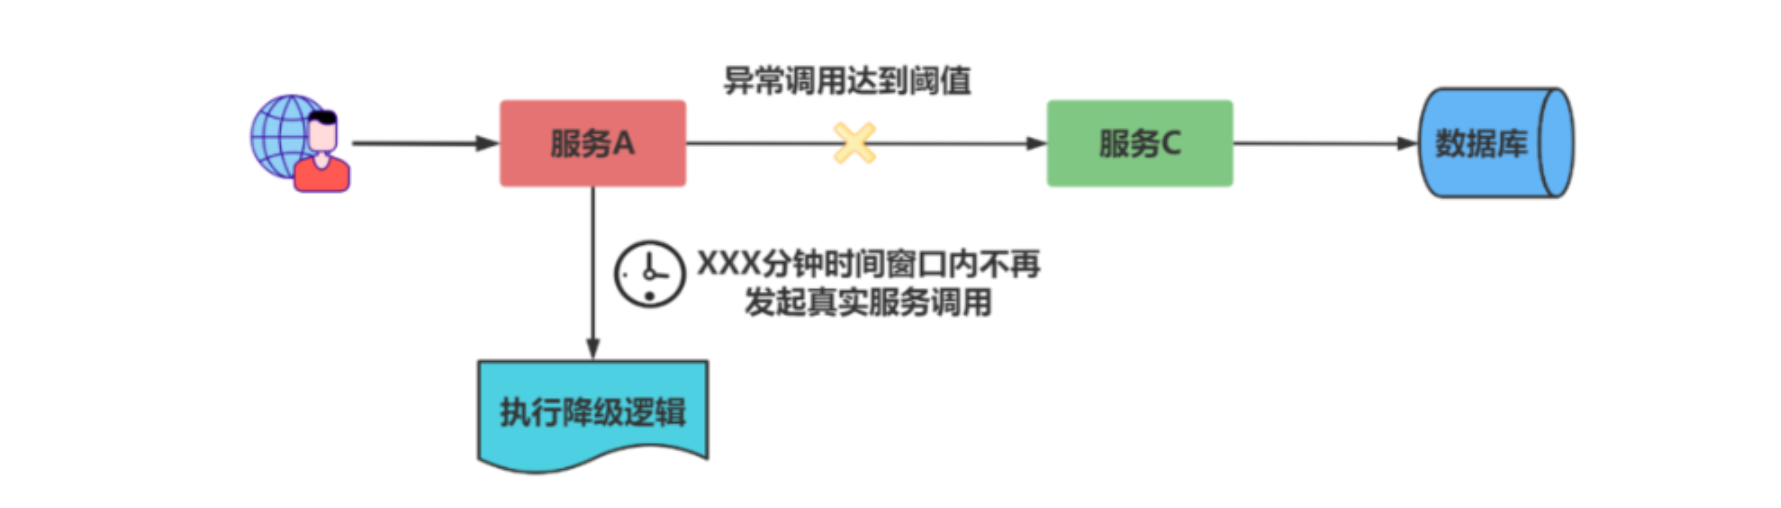 异常调用达到阈值
服务A
服务C
数据库
XXX分钟时间窗口内不再
发起真实服务调用
执行降级逻辑